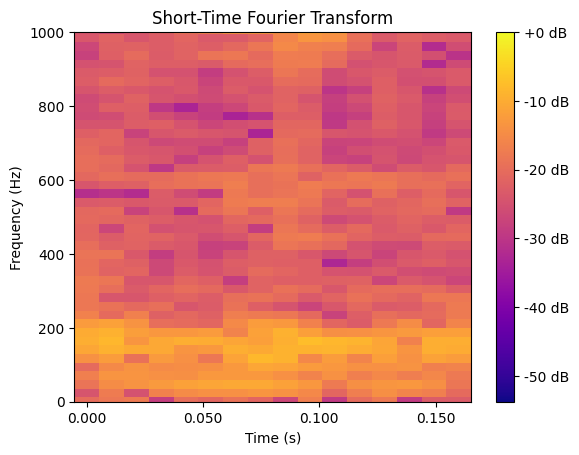 Short-Time Fourier Transform
Frequency (Hz)
1000
800
600
400
200
0
0.000
0.050
0.100
0.150
Time (s)
+0 dB
-10 dB
-20 dB
-30 dB
-40 dB
-50 dB